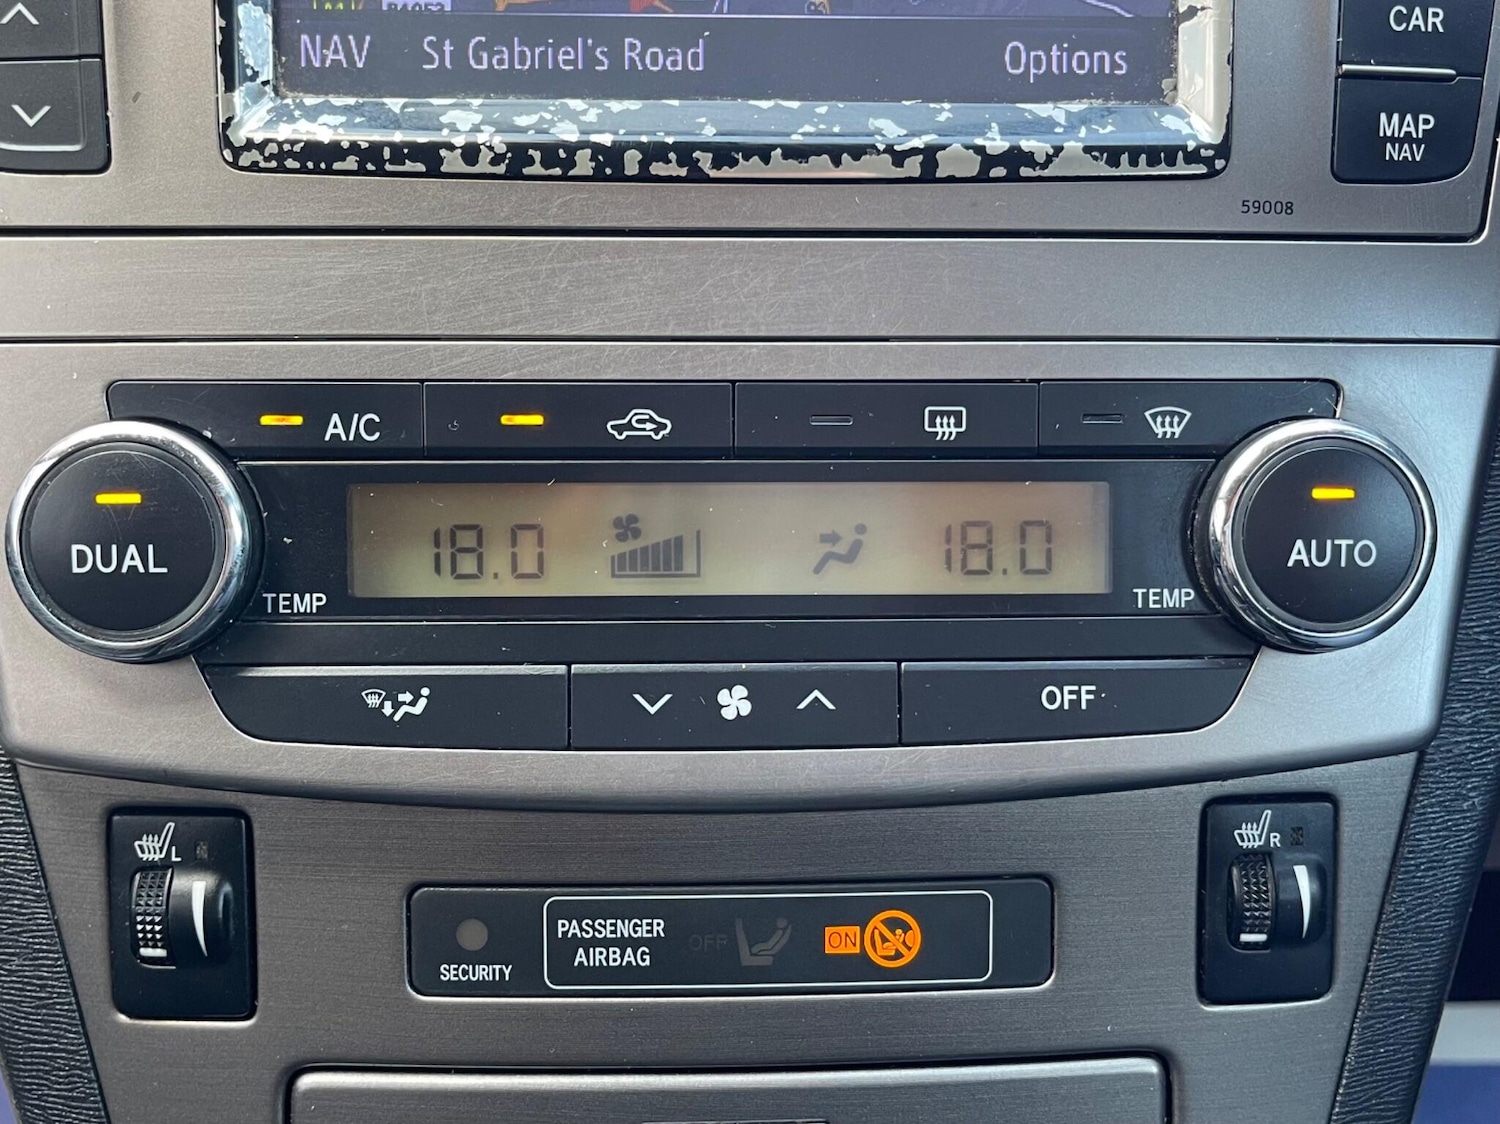 CAR
NAV St Gabriel's Road Options
MAP
NAV
59008
A/C
DUAL
18.0 18.0
AUTO
TEMP TEMP
OFF
L
R
SECURITY
PASSENGER
AIRBAG
OFF
ON